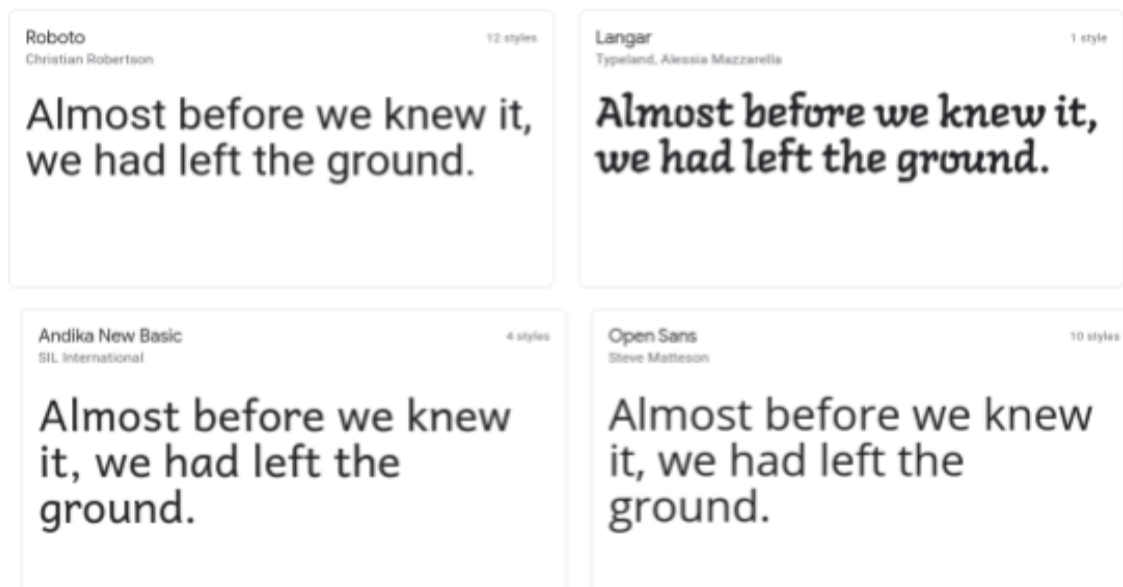 Roboto
12 styles
Christian Robertson
Almost before we knew it,
we had left the ground.
Langar
1 style
Typeland, Alessia Mazzarella
Almost before we knew it,
we had left the ground.
Andika New Basic
4 styles
SIL International
Almost before we knew
it, we had left the
ground.
Open Sans
10 styles
Steve Matteson
Almost before we knew
it, we had left the
ground.